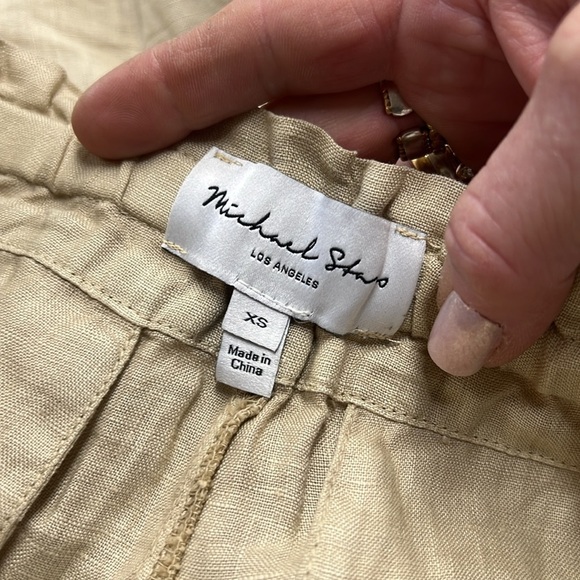 Michael Stars
LOS ANGELES
XS
Made in
China